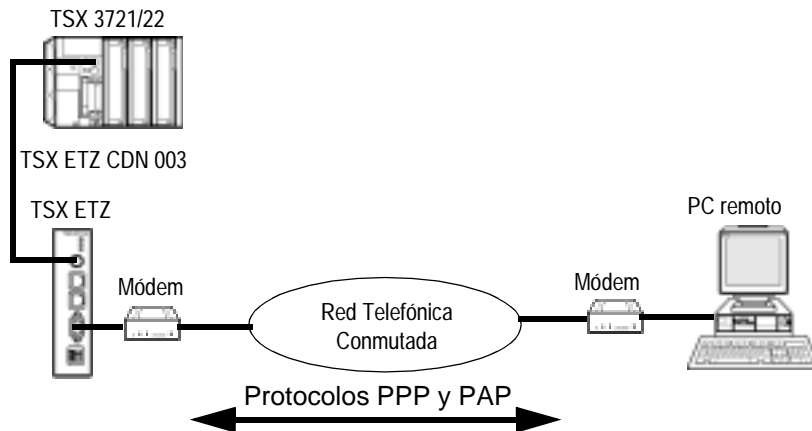 TSX 3721/22
TSX ETZ CDN 003
TSX ETZ
PC remoto
Módem
Módem
Red Telefónica
Conmutada
Protocolos PPP y PAP